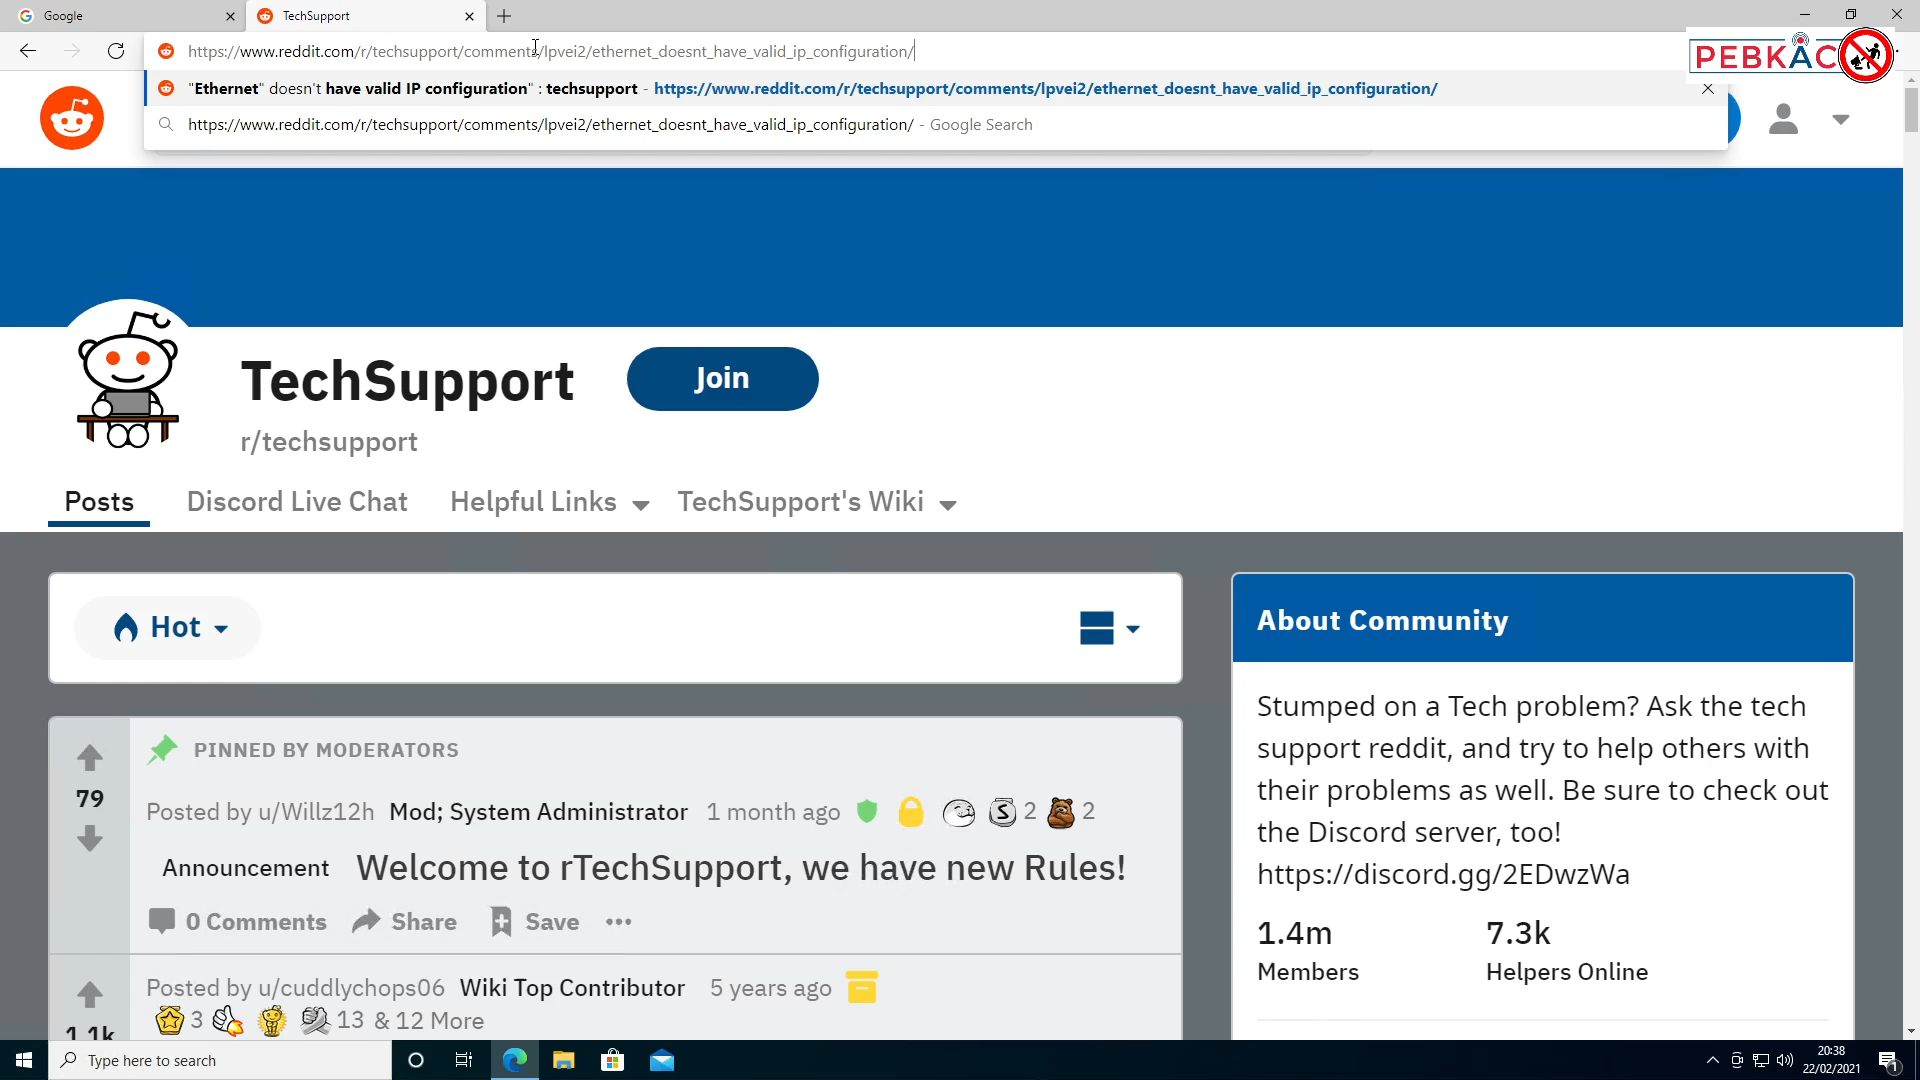 Google
TechSupport
https://www.reddit.com/r/techsupport/comments/lpvei2/ethernet_doesnt_have_valid_ip_configuration/
PEBKAC
"Ethernet" doesn't have valid IP configuration" : techsupport - https://www.reddit.com/r/techsupport/comments/lpvei2/ethernet_doesnt_have_valid_ip_configuration/
https://www.reddit.com/r/techsupport/comments/lpvei2/ethernet_doesnt_have_valid_ip_configuration/ - Google Search
TechSupport
Join
r/techsupport
Posts
Discord Live Chat
Helpful Links
TechSupport's Wiki
Hot
PINNED BY MODERATORS
79
Posted by u/Willz12h Mod; System Administrator 1 month ago
S 2
2
Announcement
Welcome to rTechSupport, we have new Rules!
0 Comments
Share
Save
Posted by u/cuddlychops06 Wiki Top Contributor 5 years ago
3
13 & 12 More
1.1k
About Community
Stumped on a Tech problem? Ask the tech
support reddit, and try to help others with
their problems as well. Be sure to check out
the Discord server, too!
https://discord.gg/2EDwzWa
1.4m
7.3k
Members
Helpers Online
Type here to search
20:38
22/02/2021
1